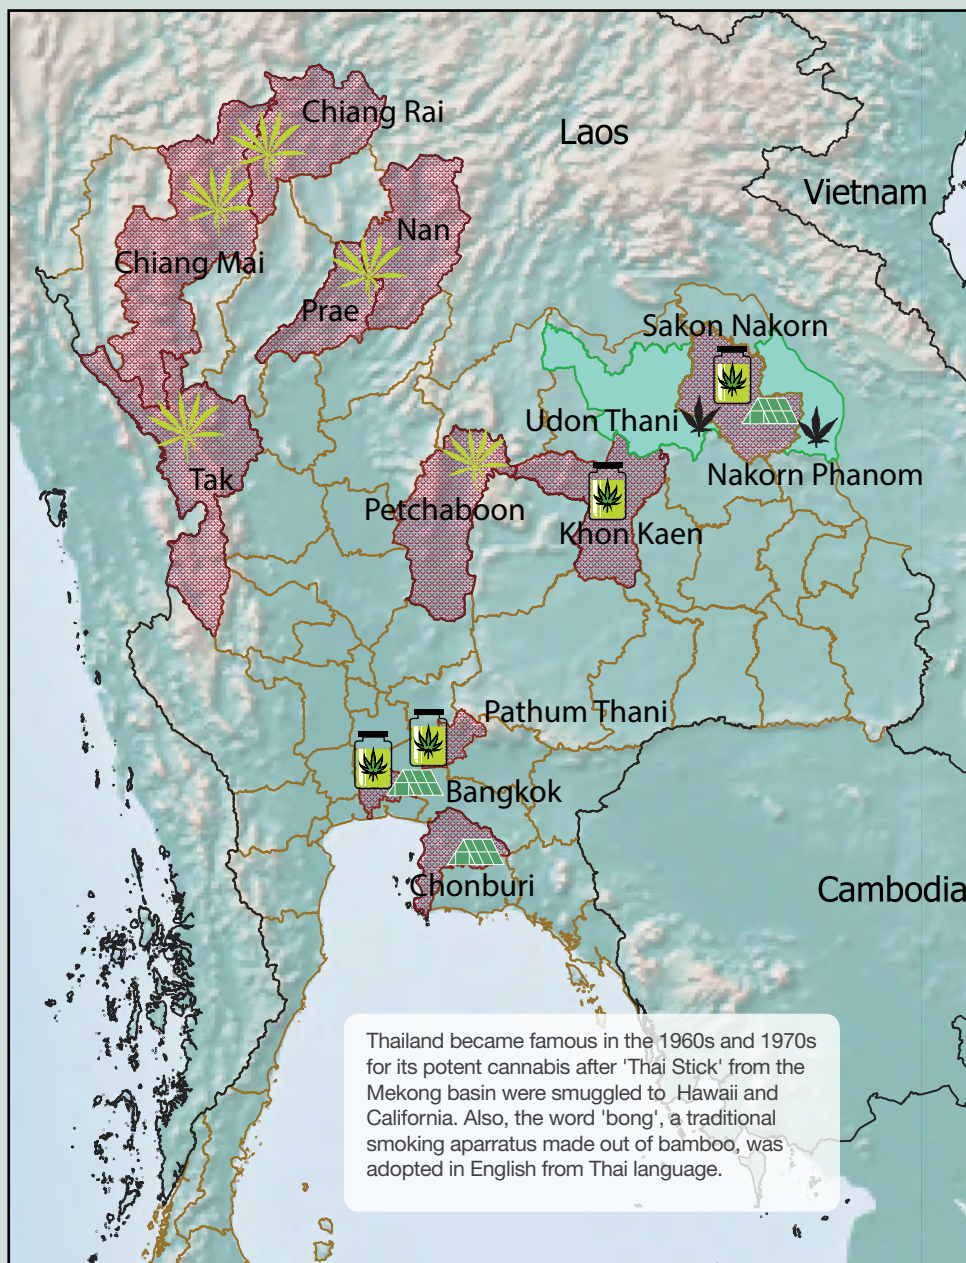 Chiang Rai
Laos
Vietnam
Nan
Chiang Mai
Prae
Sakon Nakorn
Udon Thani
Nakorn Phanom
Tak
Petchaboon
Khon Kaen
Pathum Thani
Bangkok
Chonburi
Cambodia
Thailand became famous in the 1960s and 1970s
for its potent cannabis after 'Thai Stick' from the
Mekong basin were smuggled to Hawaii and
California. Also, the word 'bong', a traditional
smoking aparratus made out of bamboo, was
adopted in English from Thai language.